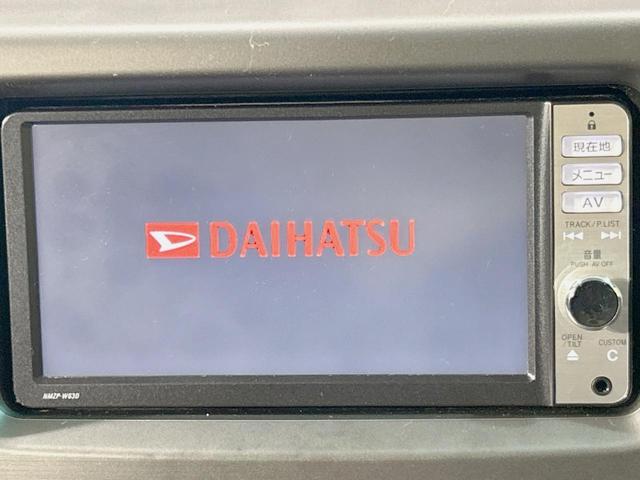 DAIHATSU
現在地
メニュー
AV
TRACK/P.LIST
音量
PUSH AV OFF
OPEN
/TILT
CUSTOM
C
NMZP-W63D